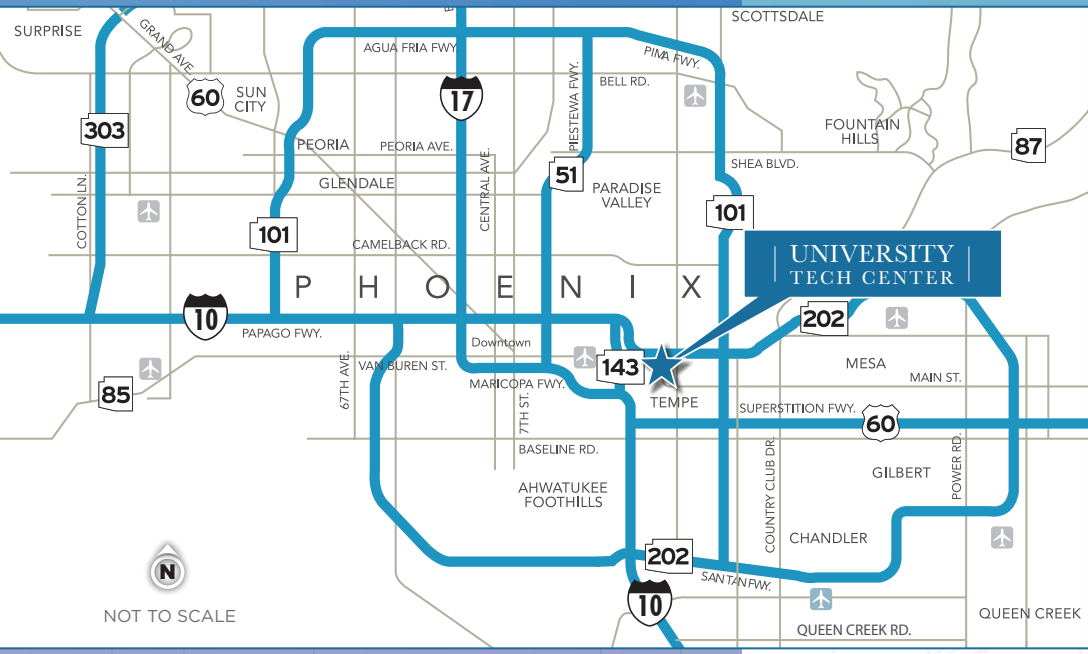 SCOTTSDALE
SURPRISE
GRAND AVE.
AGUA FRIA FWY.
PIMA FWY.
BELL RD.
60
SUN
CITY
17
PIESTEWA FWY.
303
FOUNTAIN
HILLS
87
PEORIA
PEORIA AVE.
SHEA BLVD.
51
GLENDALE
CENTRAL AVE.
PARADISE
VALLEY
COTTON LN.
101
101
CAMELBACK RD.
UNIVERSITY
TECH CENTER
PHOENIX
10
PAPAGO FWY.
202
Downtown
67TH AVE.
VAN BUREN ST.
143
MESA
MAIN ST.
85
MARICOPA FWY.
7TH ST.
TEMPE
SUPERSTITION FWY.
60
BASELINE RD.
COUNTRY CLUB DR.
GILBERT
POWER RD.
AHWATUKEE
FOOTHILLS
CHANDLER
202
SAN TAN FWY.
N
10
NOT TO SCALE
QUEEN CREEK
QUEEN CREEK RD.